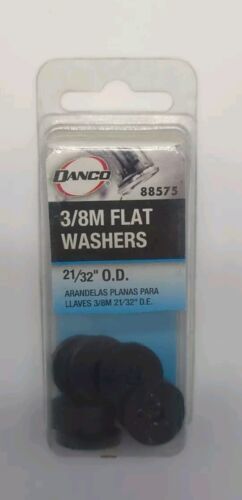 DANCO
88575
3/8M FLAT
WASHERS
21/32" O.D.
ARANDELAS PLANAS PARA
LLAVES 3/8M 21/32" D.E.